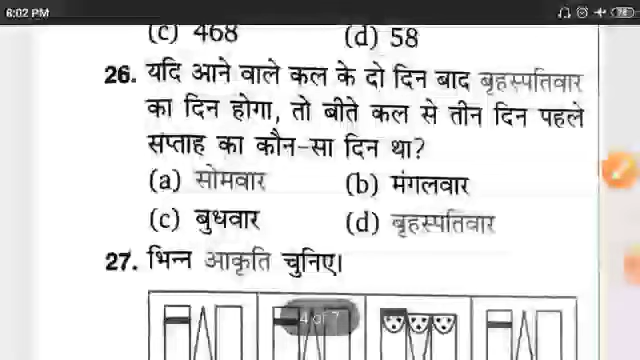 6:02 PM
78
(c) 468 (d) 58
26. यदि आने वाले कल के दो दिन बाद बृहस्पतिवार
का दिन होगा, तो बीते कल से तीन दिन पहले
सप्ताह का कौन-सा दिन था?
(a) सोमवार (b) मंगलवार
(c) बुधवार (d) बृहस्पतिवार
27. भिन्न आकृति चुनिए।
4 of 7